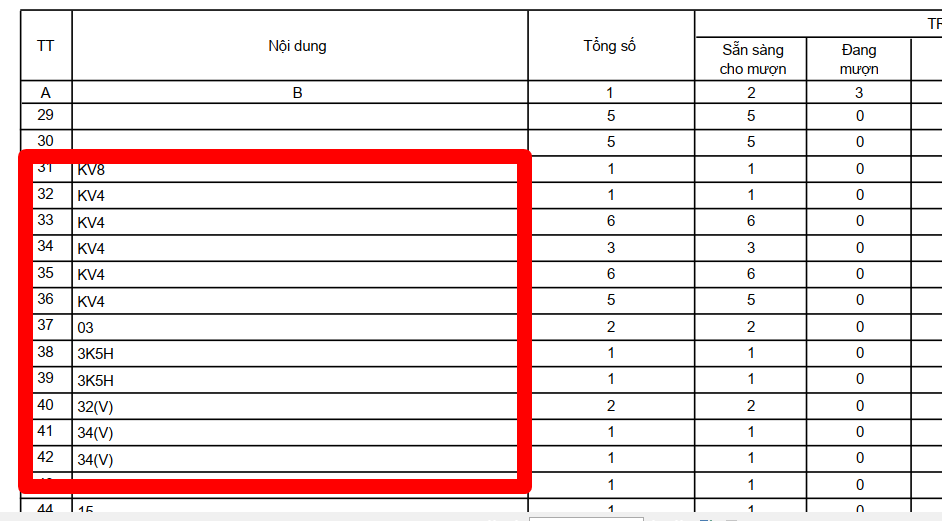 TT Nội dung Tổng số TR
Sẵn sàng cho mượn Đang mượn
A B 1 2 3
29 5 5 0
30 5 5 0
31 KV8 1 1 0
32 KV4 1 1 0
33 KV4 6 6 0
34 KV4 3 3 0
35 KV4 6 6 0
36 KV4 5 5 0
37 03 2 2 0
38 3K5H 1 1 0
39 3K5H 1 1 0
40 32(V) 2 2 0
41 34(V) 1 1 0
42 34(V) 1 1 0
1 1 0
44 15 1 1 0